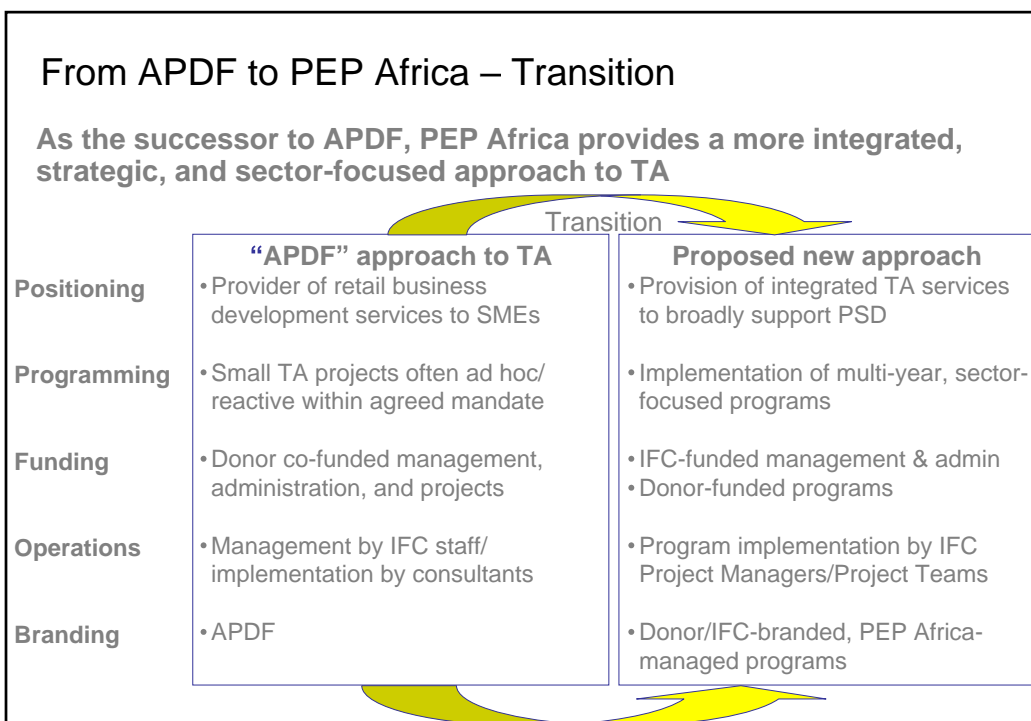 From APDF to PEP Africa – Transition
As the successor to APDF, PEP Africa provides a more integrated,
strategic, and sector-focused approach to TA
Transition
“APDF” approach to TA
Proposed new approach
Positioning
• Provider of retail business
development services to SMEs
• Provision of integrated TA services
to broadly support PSD
Programming
• Small TA projects often ad hoc/
reactive within agreed mandate
• Implementation of multi-year, sector-
focused programs
Funding
• Donor co-funded management,
administration, and projects
• IFC-funded management & admin
• Donor-funded programs
Operations
• Management by IFC staff/
implementation by consultants
• Program implementation by IFC
Project Managers/Project Teams
Branding
• APDF
• Donor/IFC-branded, PEP Africa-
managed programs